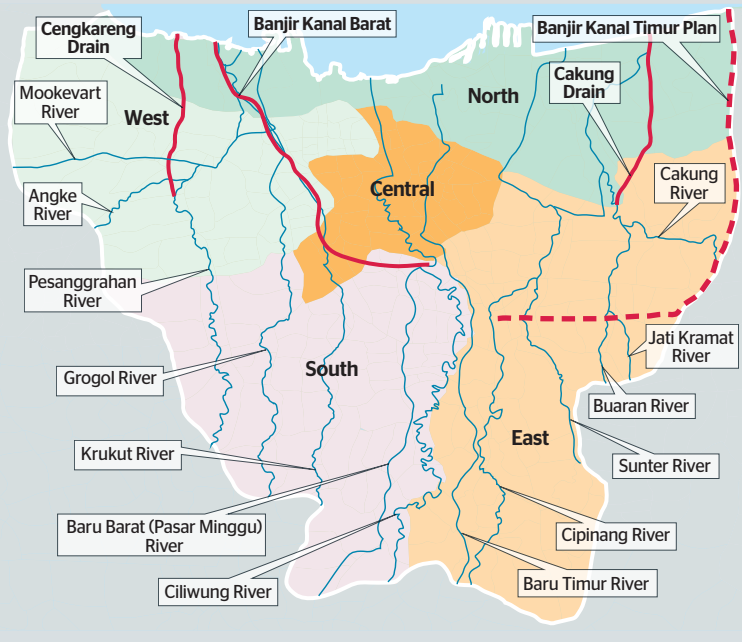 Cengkareng
Drain
Banjir Kanal Barat
Banjir Kanal Timur Plan
Mookevart
River
West
North
Cakung
Drain
Angke
River
Central
Cakung
River
Pesanggrahan
River
Jati Kramat
River
South
Grogol River
Buaran River
East
Krukut River
Sunter River
Baru Barat (Pasar Minggu)
River
Cipinang River
Ciliwung River
Baru Timur River